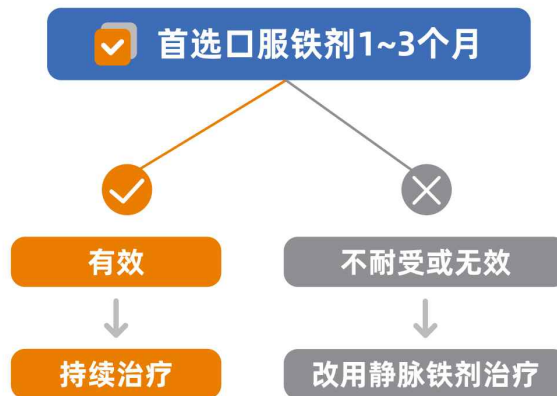 首选口服铁剂1~3个月
有效
不耐受或无效
持续治疗
改用静脉铁剂治疗